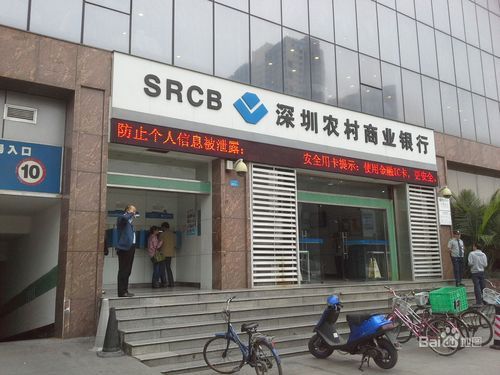 SRCB 深圳农村商业银行
防止个人信息被泄露;
安全用卡提示:使用金融IC卡,更安全.
入口
10
Baidu地图